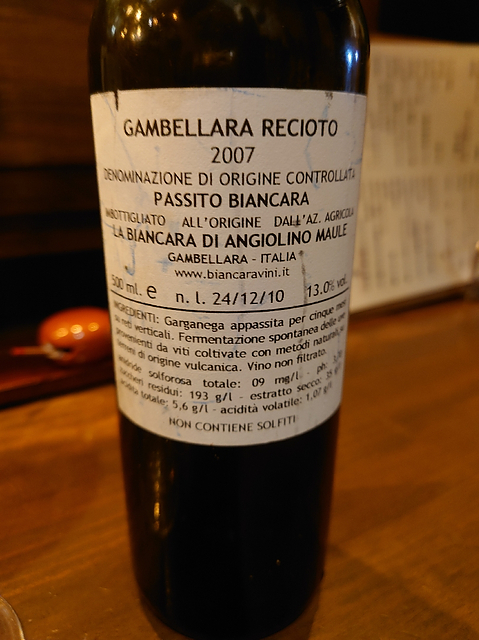 GAMBELLARA RECIOTO
2007
DENOMINAZIONE DI ORIGINE CONTROLLATA
PASSITO BIANCARA
IMBOTTIGLIATO ALL'ORIGINE DALL'AZ. AGRICOLA
LA BIANCARA DI ANGIOLINO MAULE
GAMBELLARA - ITALIA
www.biancaravini.it
500 ml. e n. l. 24/12/10 13.0% vol.
INGREDIENTI: Garganega appassita per cinque mesi
su reti verticali. Fermentazione spontanea delle uve
provenienti da viti coltivate con metodi naturali, su
terreni di origine vulcanica. Vino non filtrato.
anidride solforosa totale: 09 mg/l - ph:
zuccheri residui: 193 g/l - estratto secco: 35 g/l
acidità totale: 5,6 g/l - acidità volatile: 1,07 g/l
NON CONTIENE SOLFITI